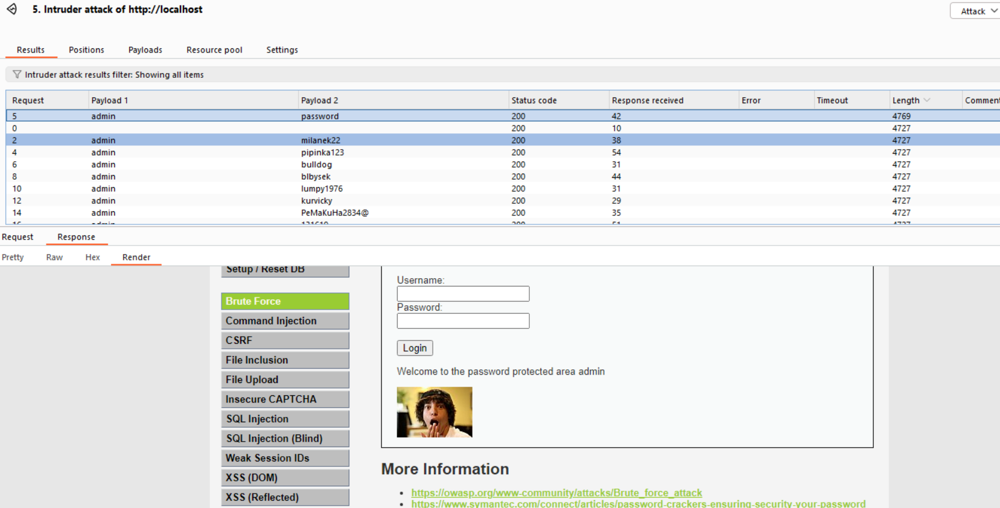 5. Intruder attack of http://localhost
Attack
Results Positions Payloads Resource pool Settings
Intruder attack results filter: Showing all items
Request Payload 1 Payload 2 Status code Response received Error Timeout Length Comment
5 admin password 200 42 4769
0 200 10 4727
2 admin milanek22 200 38 4727
4 admin pipinka123 200 54 4727
6 admin bulldog 200 31 4727
8 admin blbysek 200 44 4727
10 admin lumpy1976 200 31 4727
12 admin kurvicky 200 29 4727
14 admin PeMaKuHa2834@ 200 35 4727
16 admin 200 51 4727
Request Response
Pretty Raw Hex Render
Setup / Reset DB
Brute Force
Command Injection
CSRF
File Inclusion
File Upload
Insecure CAPTCHA
SQL Injection
SQL Injection (Blind)
Weak Session IDs
XSS (DOM)
XSS (Reflected)
Username:
Password:
Login
Welcome to the password protected area admin
More Information
https://owasp.org/www-community/attacks/Brute_force_attack
https://www.symantec.com/connect/articles/password-crackers-ensuring-security-your-password